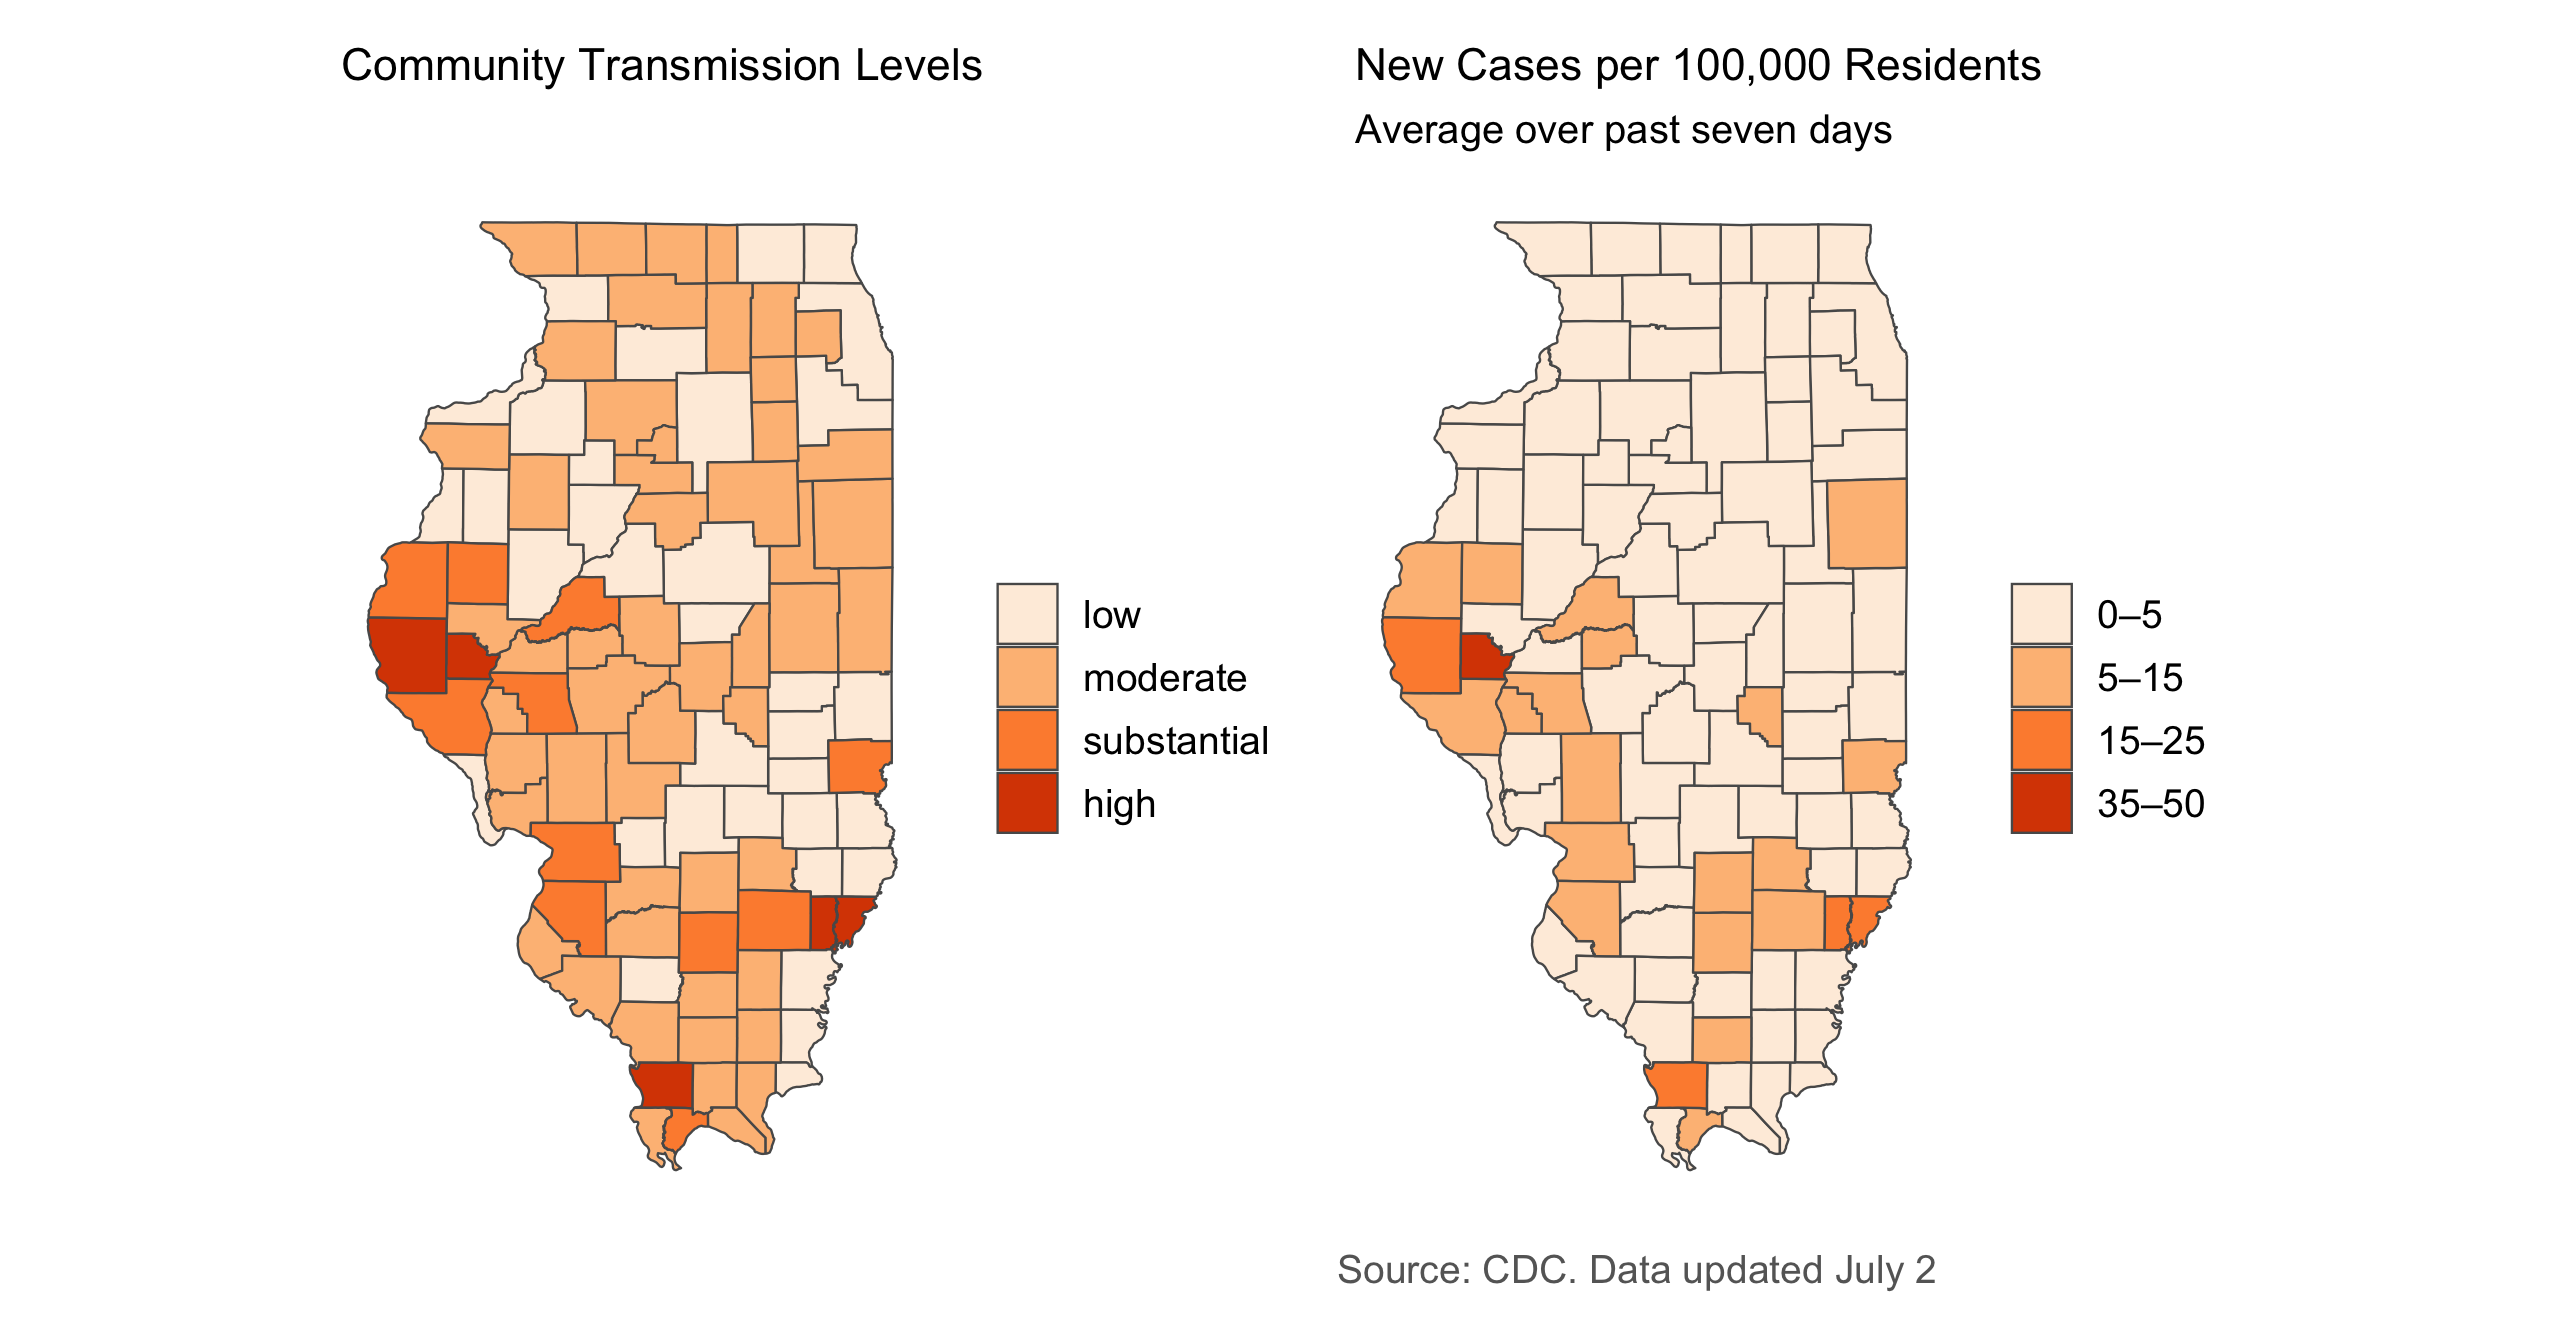 Community Transmission Levels
New Cases per 100,000 Residents
Average over past seven days
low
moderate
substantial
high
0–5
5–15
15–25
35–50
Source: CDC. Data updated July 2